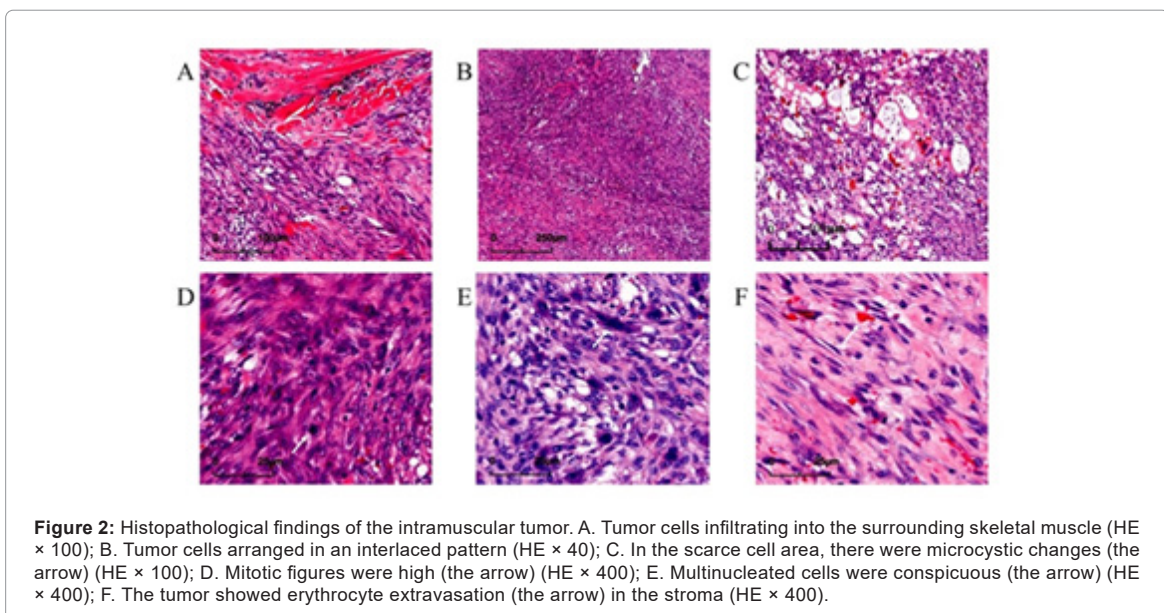 A
B
C
250µm
D
E
F
Figure 2: Histopathological findings of the intramuscular tumor. A. Tumor cells infiltrating into the surrounding skeletal muscle (HE
× 100); B. Tumor cells arranged in an interlaced pattern (HE × 40); C. In the scarce cell area, there were microcystic changes (the
arrow) (HE × 100); D. Mitotic figures were high (the arrow) (HE × 400); E. Multinucleated cells were conspicuous (the arrow) (HE
× 400); F. The tumor showed erythrocyte extravasation (the arrow) in the stroma (HE × 400).